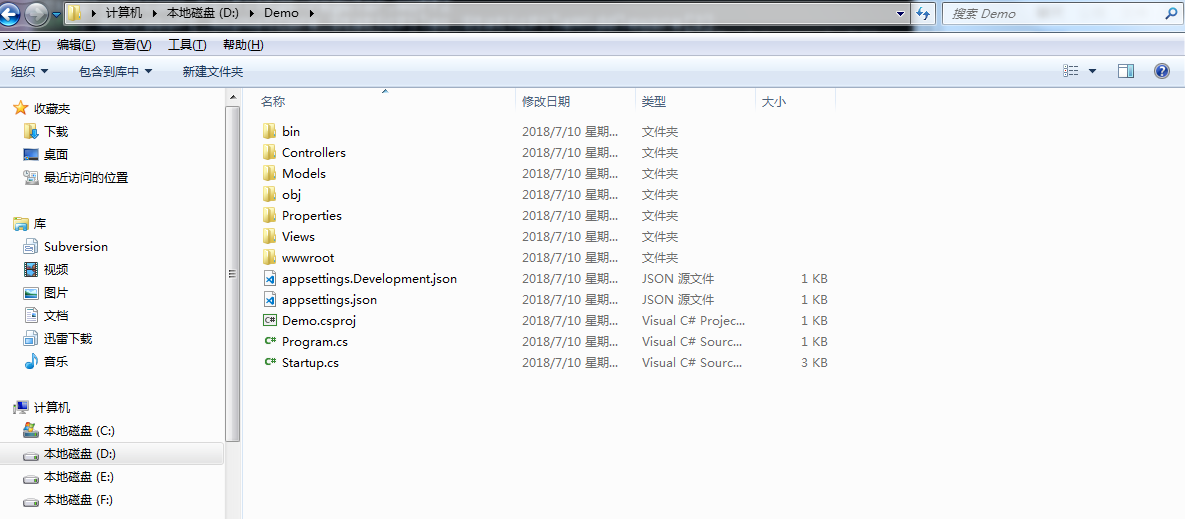 计算机 本地磁盘 (D:) Demo 搜索 Demo
文件(F) 编辑(E) 查看(V) 工具(T) 帮助(H)
组织 包含到库中 新建文件夹
收藏夹
下载
桌面
最近访问的位置
库
Subversion
视频
图片
文档
迅雷下载
音乐
计算机
本地磁盘 (C:)
本地磁盘 (D:)
本地磁盘 (E:)
本地磁盘 (F:)
名称 修改日期 类型 大小
bin 2018/7/10 星期... 文件夹
Controllers 2018/7/10 星期... 文件夹
Models 2018/7/10 星期... 文件夹
obj 2018/7/10 星期... 文件夹
Properties 2018/7/10 星期... 文件夹
Views 2018/7/10 星期... 文件夹
wwwroot 2018/7/10 星期... 文件夹
appsettings.Development.json 2018/7/10 星期... JSON 源文件 1 KB
appsettings.json 2018/7/10 星期... JSON 源文件 1 KB
Demo.csproj 2018/7/10 星期... Visual C# Projec... 1 KB
Program.cs 2018/7/10 星期... Visual C# Sourc... 1 KB
Startup.cs 2018/7/10 星期... Visual C# Sourc... 3 KB